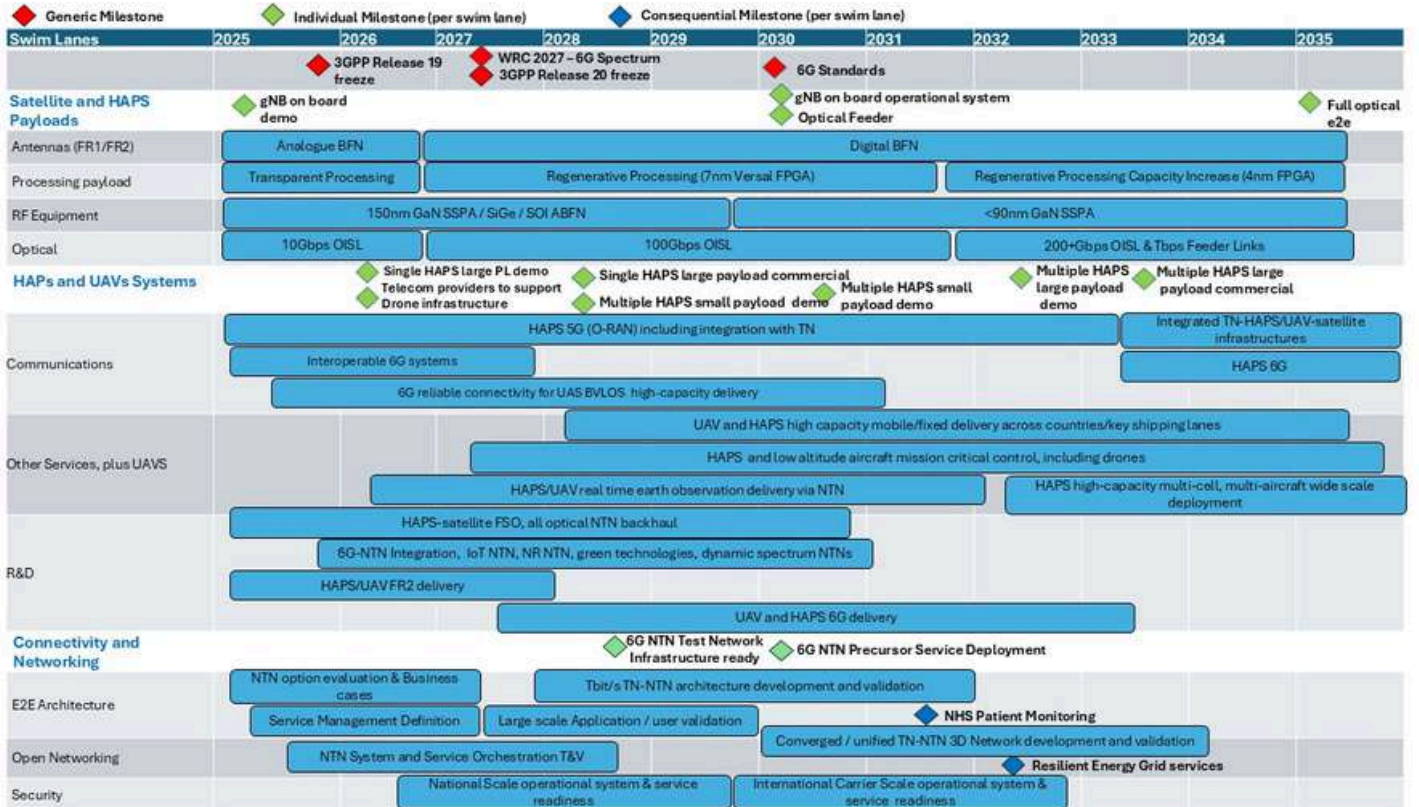 Generic Milestone
Individual Milestone (per swim lane)
Consequential Milestone (per swim lane)
Swim Lanes 2025 2026 2027 2028 2029 2030 2031 2032 2033 2034 2035
3GPP Release 19
freeze
WRC 2027 – 6G Spectrum
3GPP Release 20 freeze
6G Standards
Satellite and HAPS
Payloads
gNB on board
demo
gNB on board operational system
Optical Feeder
Full optical
e2e
Antennas (FR1/FR2)
Analogue BFN
Digital BFN
Processing payload
Transparent Processing
Regenerative Processing (7nm Versal FPGA)
Regenerative Processing Capacity Increase (4nm FPGA)
RF Equipment
150nm GaN SSPA / SiGe / SOI ABFN
<90nm GaN SSPA
Optical
10Gbps OISL
100Gbps OISL
200+Gbps OISL & Tbps Feeder Links
HAPs and UAVs Systems
Single HAPS large PL demo
Telecom providers to support
Drone infrastructure
Single HAPS large payload commercial
Multiple HAPS small payload demo
Multiple HAPS small
payload demo
Multiple HAPS
large payload
demo
Multiple HAPS large
payload commercial
Communications
HAPS 5G (O-RAN) including integration with TN
Integrated TN-HAPS/UAV-satellite
infrastructures
Interoperable 6G systems
HAPS 6G
6G reliable connectivity for UAS BVLOS high-capacity delivery
Other Services, plus UAVS
UAV and HAPS high capacity mobile/fixed delivery across countries/key shipping lanes
HAPS and low altitude aircraft mission critical control, including drones
HAPS/UAV real time earth observation delivery via NTN
HAPS high-capacity multi-cell, multi-aircraft wide scale
deployment
R&D
HAPS-satellite FSO, all optical NTN backhaul
6G-NTN Integration, IoT NTN, NR NTN, green technologies, dynamic spectrum NTNs
HAPS/UAV FR2 delivery
UAV and HAPS 6G delivery
Connectivity and
Networking
6G NTN Test Network
Infrastructure ready
6G NTN Precursor Service Deployment
E2E Architecture
NTN option evaluation & Business
cases
Tbit/s TN-NTN architecture development and validation
Service Management Definition
Large scale Application / user validation
NHS Patient Monitoring
Converged / unified TN-NTN 3D Network development and validation
Open Networking
NTN System and Service Orchestration T&V
Resilient Energy Grid services
Security
National Scale operational system & service
readiness
International Carrier Scale operational system &
service readiness